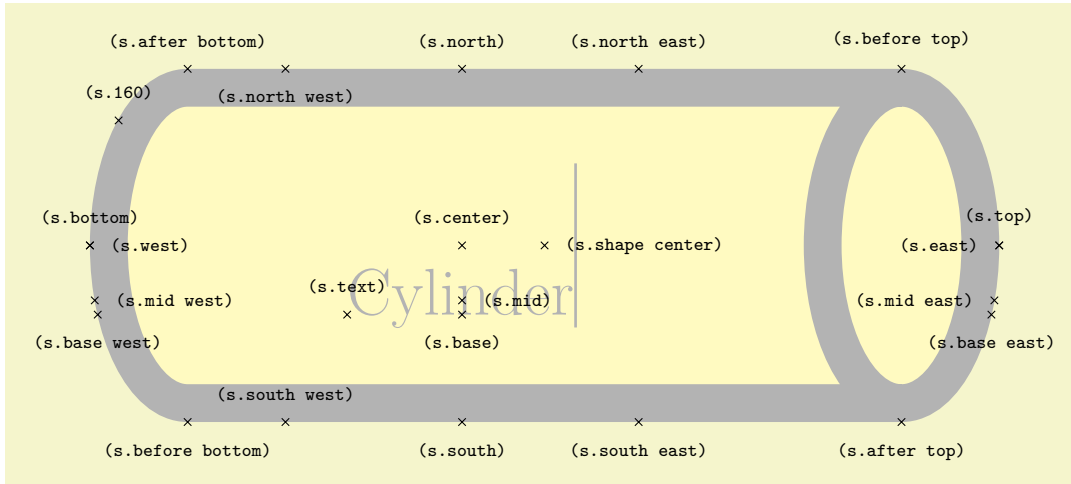 (s.after bottom) (s.north) (s.north east) (s.before top)
(s.160) (s.north west)
(s.bottom) (s.center) (s.top)
(s.west) (s.shape center) (s.east)
(s.text)
Cylinder
(s.mid west) (s.mid) (s.mid east)
(s.base west) (s.base) (s.base east)
(s.south west)
(s.before bottom) (s.south) (s.south east) (s.after top)